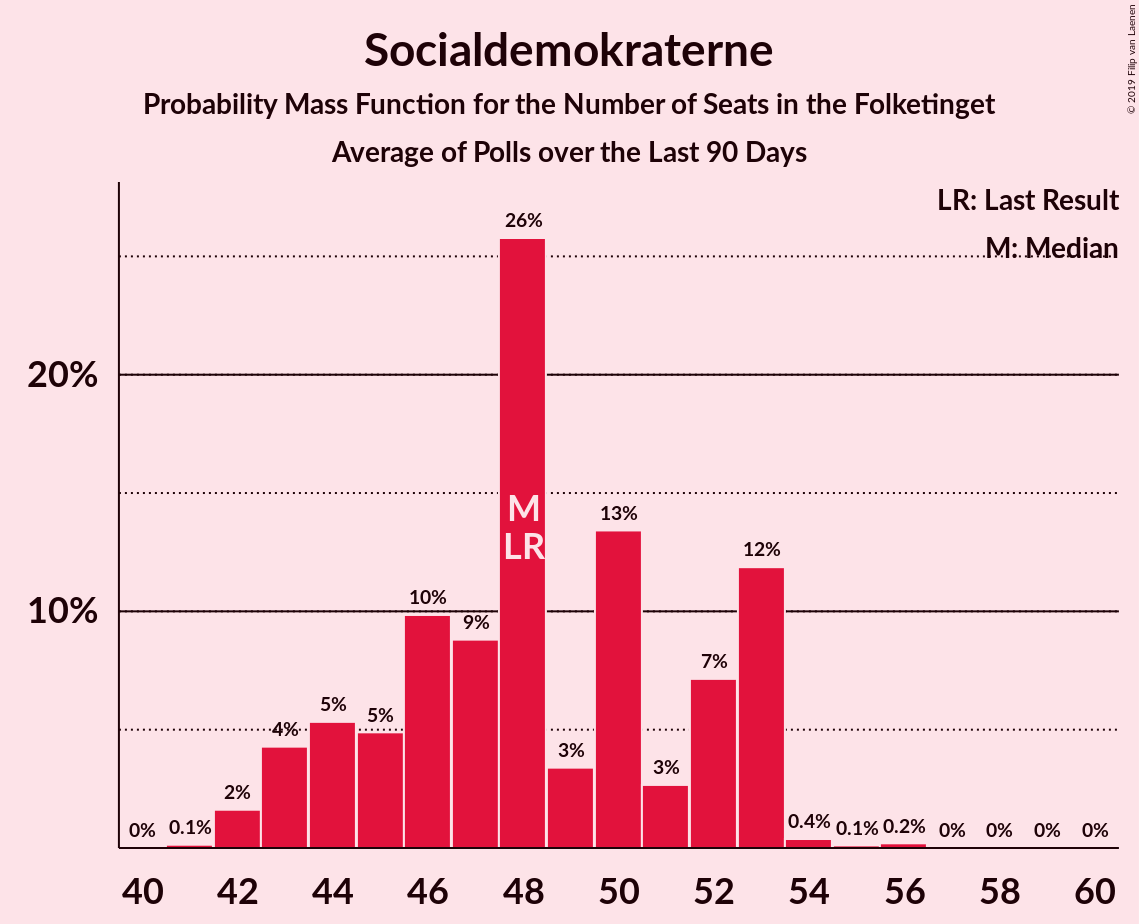 Socialdemokraterne
Probability Mass Function for the Number of Seats in the Folketinget
Average of Polls over the Last 90 Days
© 2019 Filip van Laenen
LR: Last Result
M: Median
20%
10%
0%
0.1%
2%
4%
5%
5%
10%
9%
26%
M
LR
3%
13%
3%
7%
12%
0.4%
0.1%
0.2%
0%
0%
0%
0%
40 42 44 46 48 50 52 54 56 58 60